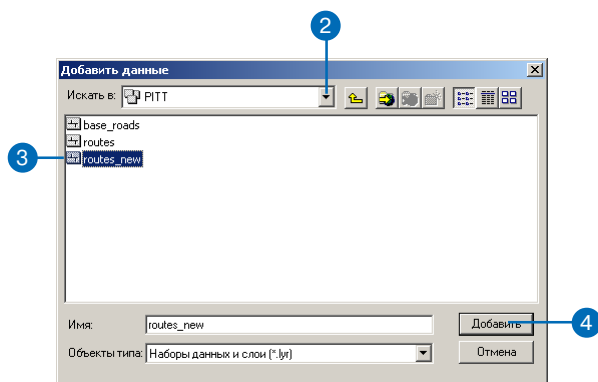 2
Добавить данные
Искать в: PITT
base_roads
routes
3
routes_new
Имя: routes_new
Добавить
4
Объекты типа: Наборы данных и слои (*.lyr)
Отмена